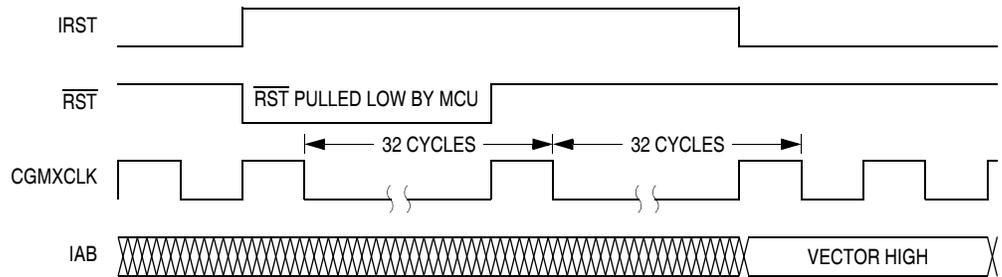 IRST
RST
RST PULLED LOW BY MCU
32 CYCLES
32 CYCLES
CGMXCLK
IAB
VECTOR HIGH